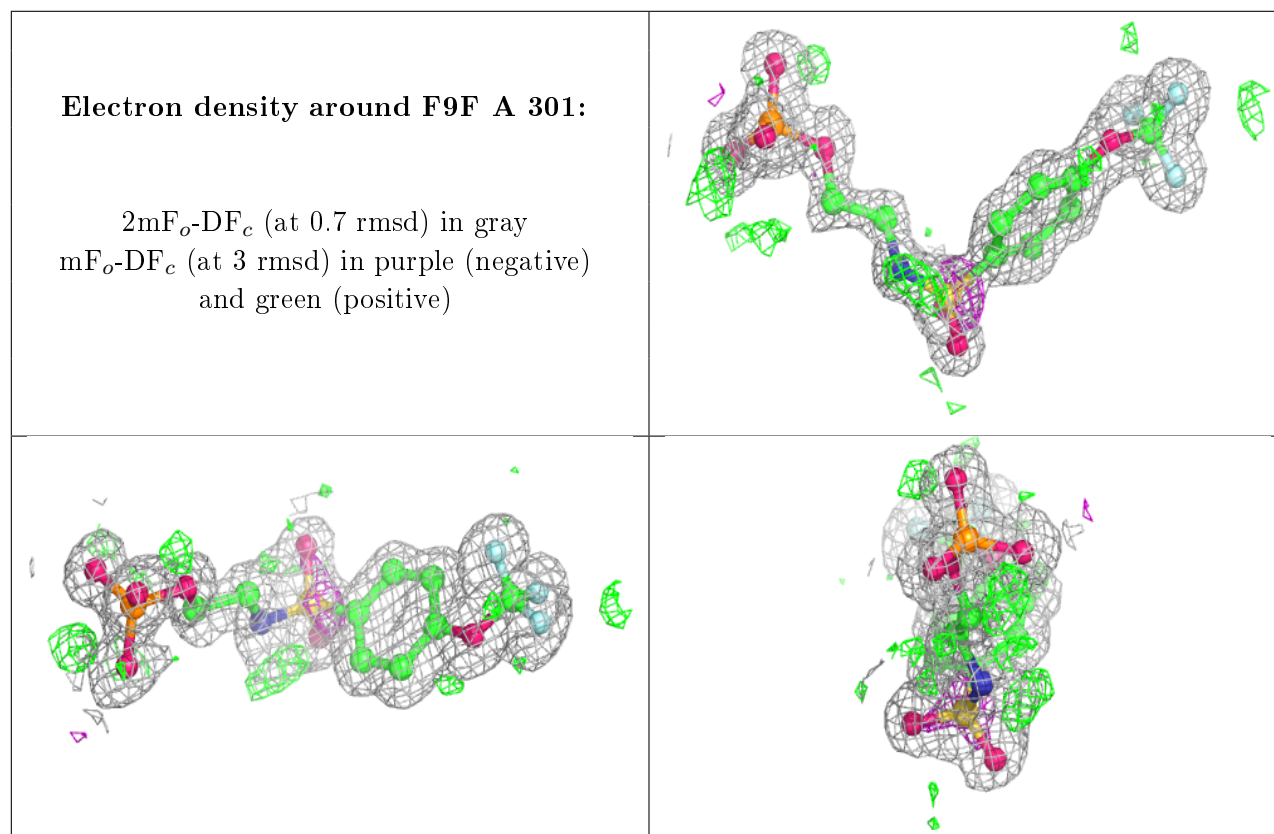 Electron density around F9F A 301:
2mFo-DFc (at 0.7 rmsd) in gray
mFo-DFc (at 3 rmsd) in purple (negative)
and green (positive)